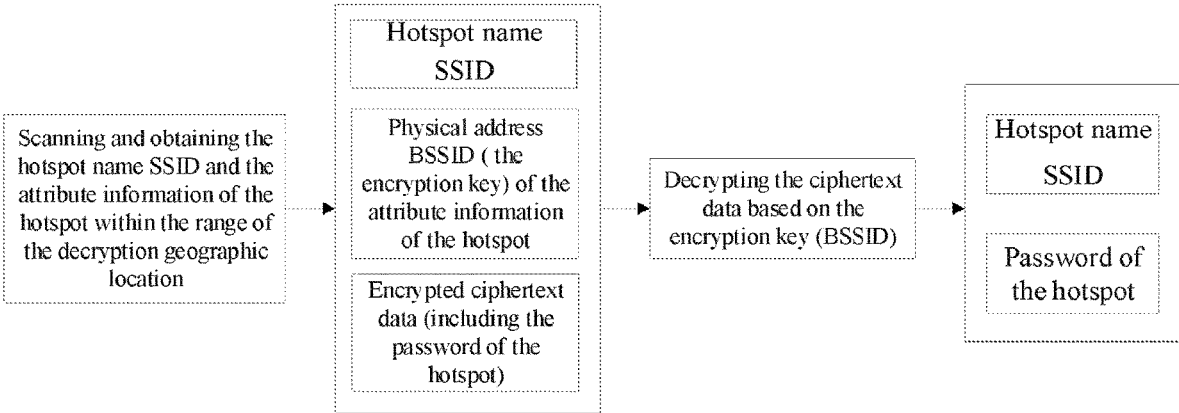 Scanning and obtaining the
hotspot name SSID and the
attribute information of the
hotspot within the range of
the decryption geographic
location
Hotspot name
SSID
Physical address
BSSID ( the
encryption key) of the
attribute information
of the hotspot
Encrypted ciphertext
data (including the
password of the
hotspot)
Decrypting the ciphertext
data based on the
encryption key (BSSID)
Hotspot name
SSID
Password of
the hotspot